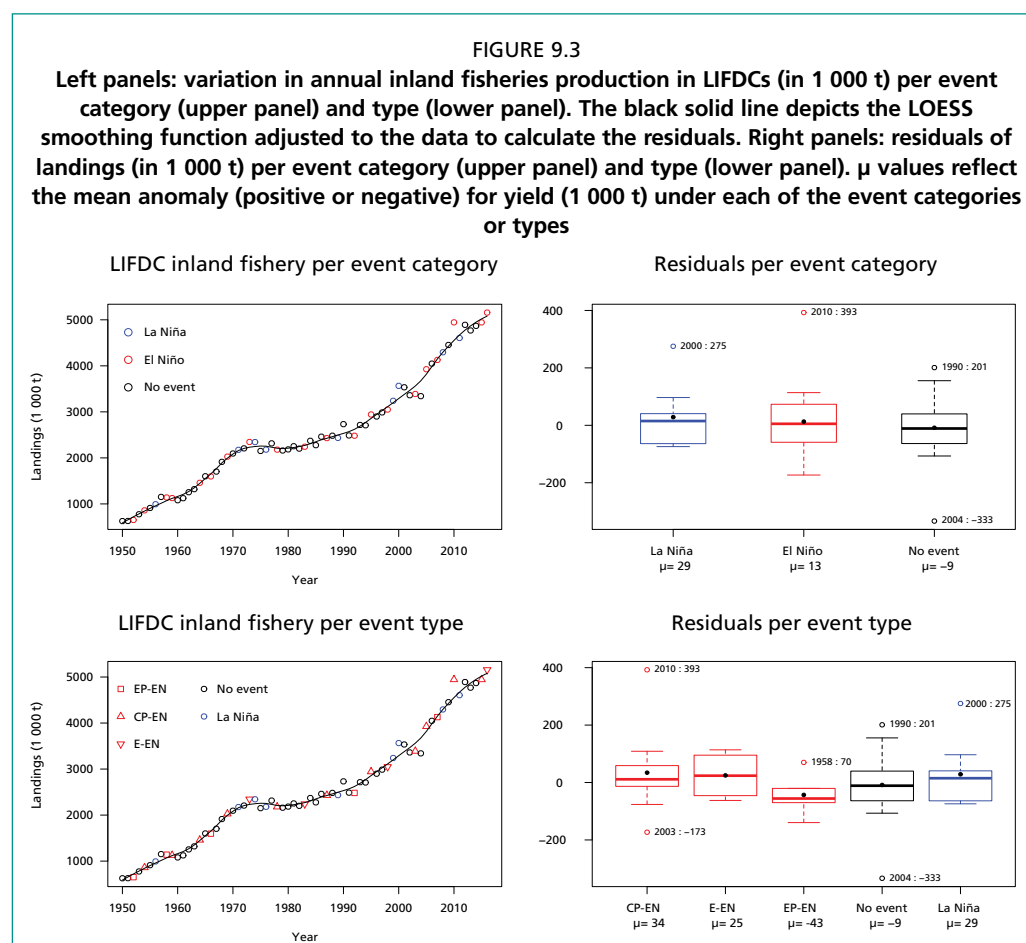 FIGURE 9.3
Left panels: variation in annual inland fisheries production in LIFDCs (in 1 000 t) per event
category (upper panel) and type (lower panel). The black solid line depicts the LOESS
smoothing function adjusted to the data to calculate the residuals. Right panels: residuals of
landings (in 1 000 t) per event category (upper panel) and type (lower panel). μ values reflect
the mean anomaly (positive or negative) for yield (1 000 t) under each of the event categories
or types
LIFDC inland fishery per event category
Landings (1 000 t)
5000
4000
3000
2000
1000
La Niña
El Niño
No event
1950 1960 1970 1980 1990 2000 2010
Year
Residuals per event category
400
200
0
−200
2000 : 275
2010 : 393
1990 : 201
2004 : −333
La Niña El Niño No event
μ= 29 μ= 13 μ= −9
LIFDC inland fishery per event type
Landings (1 000 t)
5000
4000
3000
2000
1000
EP-EN No event
CP-EN La Niña
E-EN
1950 1960 1970 1980 1990 2000 2010
Year
Residuals per event type
400
200
0
−200
2010 : 393
2003 : −173
1958 : 70
1990 : 201
2004 : −333
2000 : 275
CP-EN E-EN EP-EN No event La Niña
μ= 34 μ= 25 μ= -43 μ= −9 μ= 29